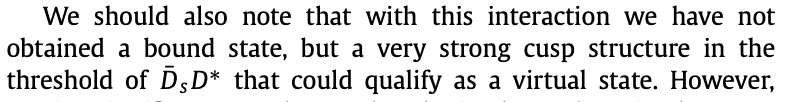 We should also note that with this interaction we have not
obtained a bound state, but a very strong cusp structure in the
threshold of D̄ₛD* that could qualify as a virtual state. However,